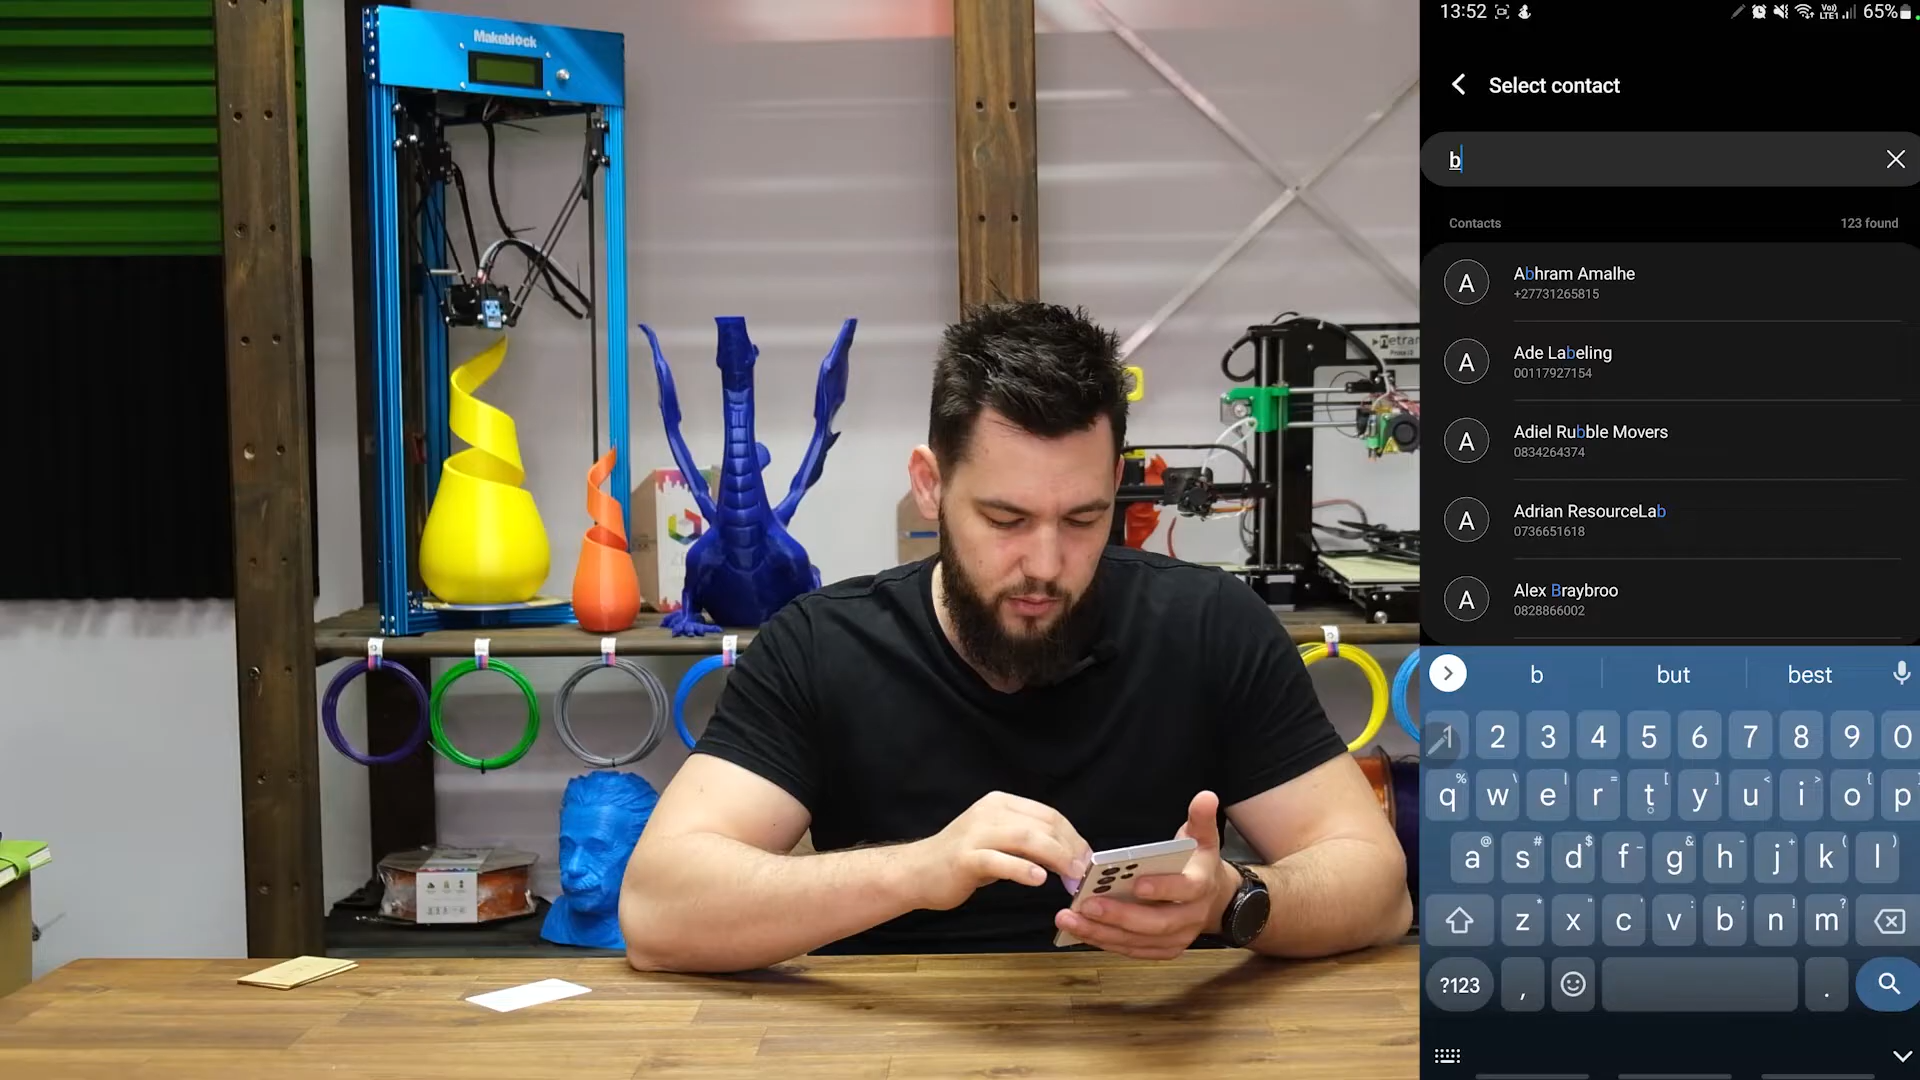 Makeblock
13:52
65%
Select contact
b
Contacts
123 found
A
Abhram Amalhe
+27731265815
A
Ade Labeling
00117927154
A
Adiel Rubble Movers
0834264374
A
Adrian ResourceLab
0736651618
A
Alex Braybroo
0828866002
b but best
1 2 3 4 5 6 7 8 9 0
q w e r t y u i o p
a s d f g h j k l
z x c v b n m
?123 , .